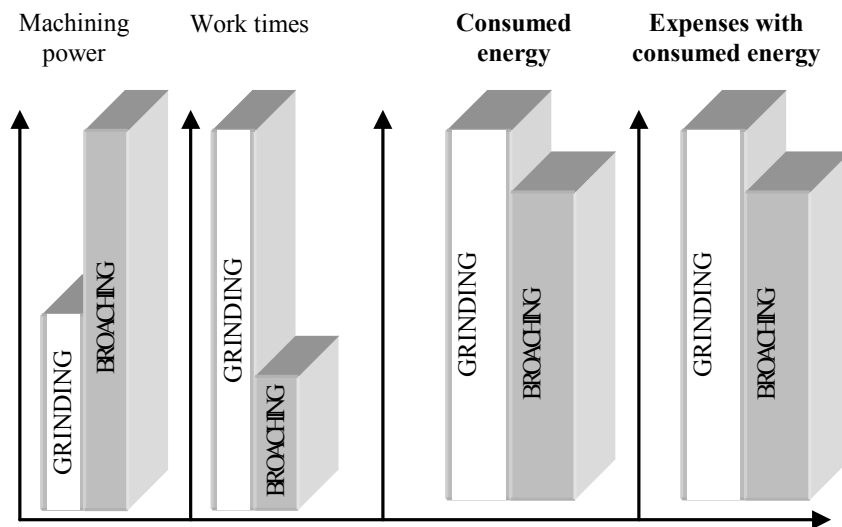 Machining
power
Work times
Consumed
energy
Expenses with
consumed energy
GRINDING
BROACHING
GRINDING
BROACHING
GRINDING
BROACHING
GRINDING
BROACHING